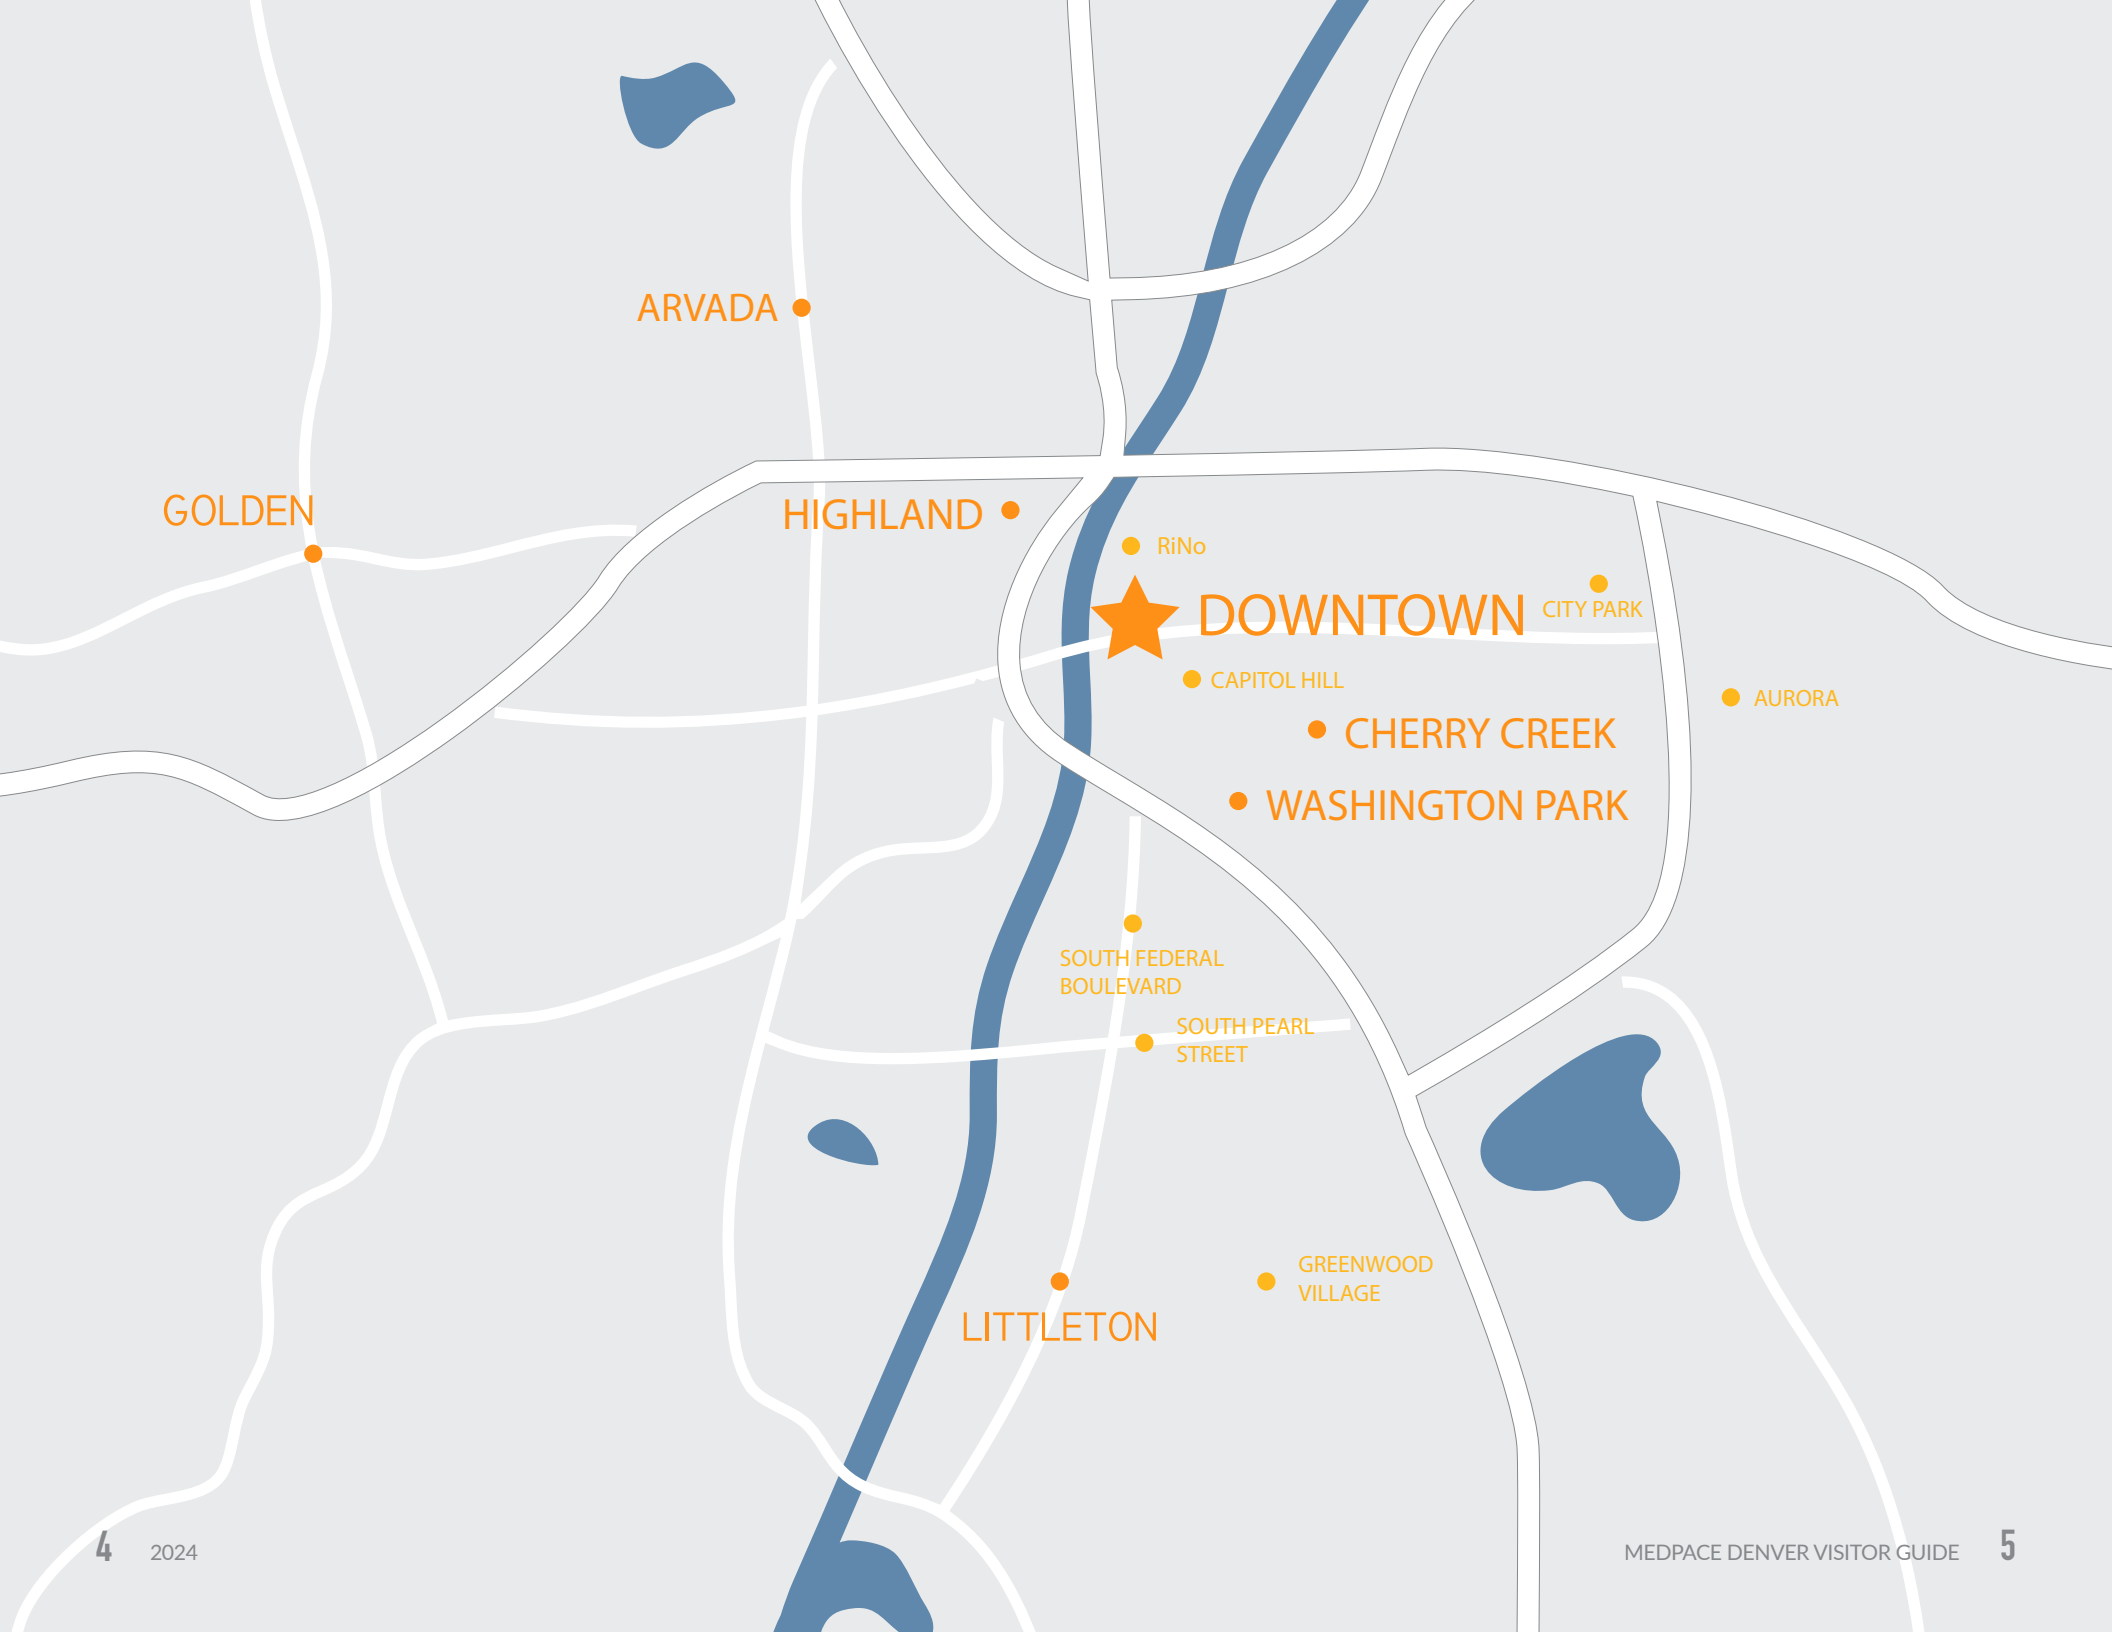 ARVADA
GOLDEN
HIGHLAND
RiNo
DOWNTOWN
CITY PARK
CAPITOL HILL
AURORA
CHERRY CREEK
WASHINGTON PARK
SOUTH FEDERAL
BOULEVARD
SOUTH PEARL
STREET
GREENWOOD
VILLAGE
LITTLETON
4 2024
MEDPACE DENVER VISITOR GUIDE 5